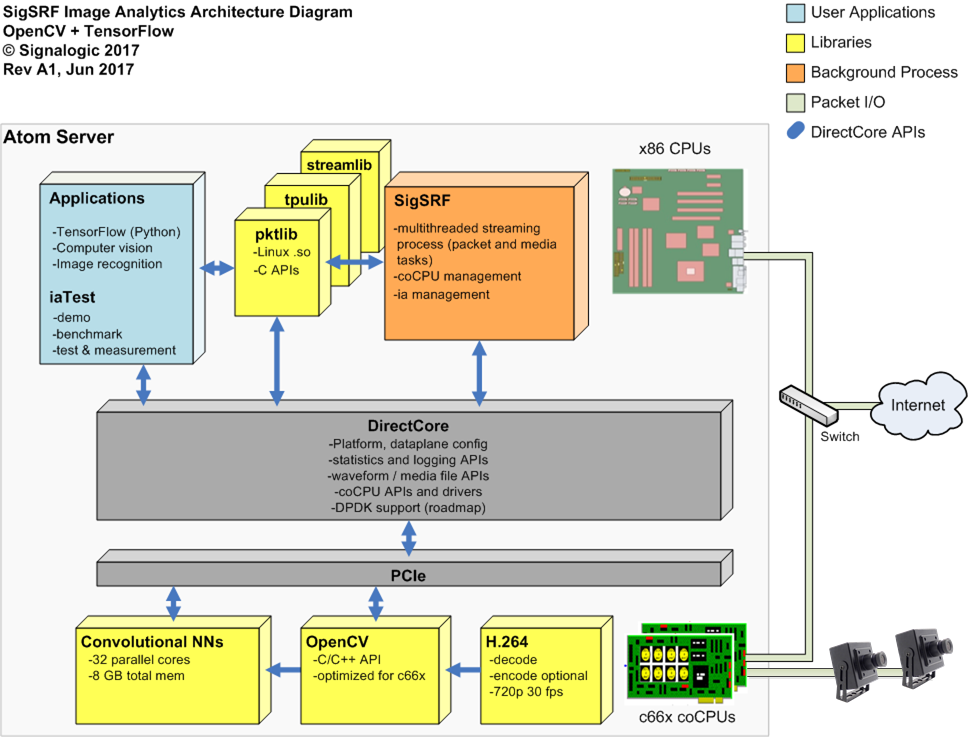 SigSRF Image Analytics Architecture Diagram
OpenCV + TensorFlow
© Signalogic 2017
Rev A1, Jun 2017
User Applications
Libraries
Background Process
Packet I/O
DirectCore APIs
Atom Server
Applications
-TensorFlow (Python)
-Computer vision
-Image recognition
iaTest
-demo
-benchmark
-test & measurement
streamlib
tpulib
pktlib
-Linux .so
-C APIs
SigSRF
-multithreaded streaming
process (packet and media
tasks)
-coCPU management
-ia management
x86 CPUs
Switch
Internet
DirectCore
-Platform, dataplane config
-statistics and logging APIs
-waveform / media file APIs
-coCPU APIs and drivers
-DPDK support (roadmap)
PCIe
Convolutional NNs
-32 parallel cores
-8 GB total mem
OpenCV
-C/C++ API
-optimized for c66x
H.264
-decode
-encode optional
-720p 30 fps
c66x coCPUs